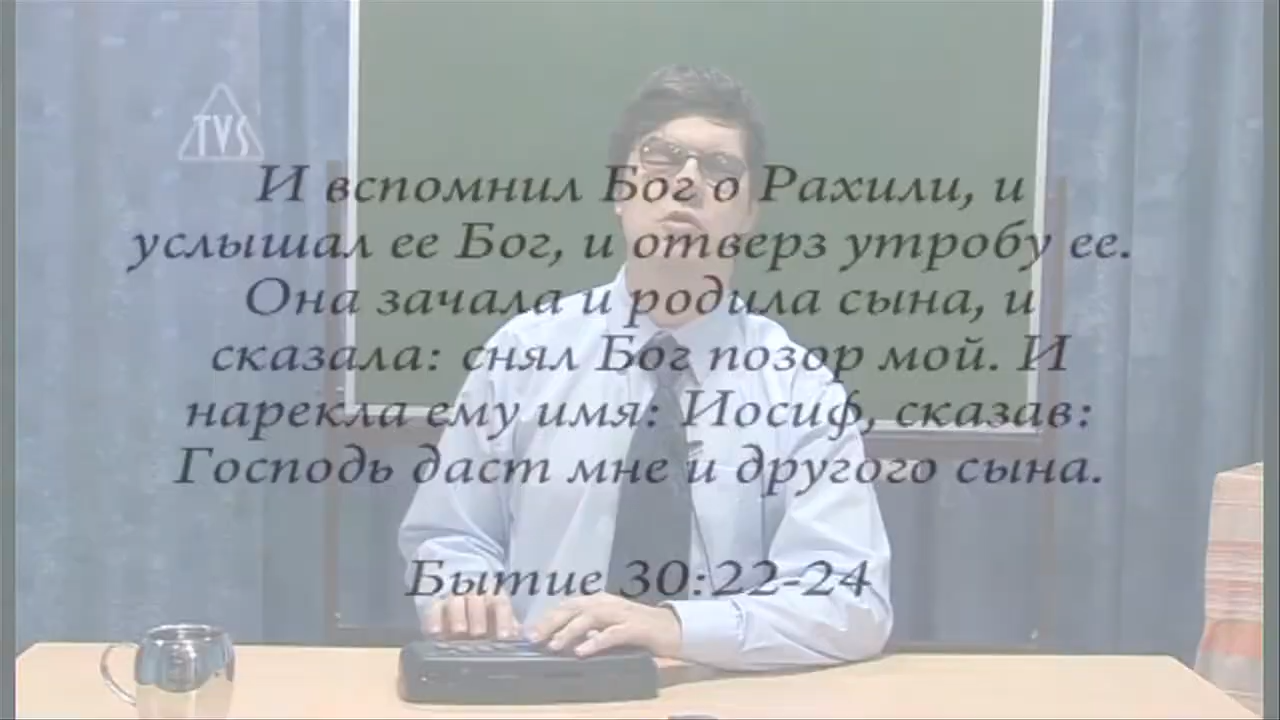 TVS
И вспомнил Бог о Рахили, и
услышал ее Бог, и отверз утробу ее.
Она зачала и родила сына, и
сказала: снял Бог позор мой. И
нарекла ему имя: Иосиф, сказав:
Господь даст мне и другого сына.
Бытие 30:22-24